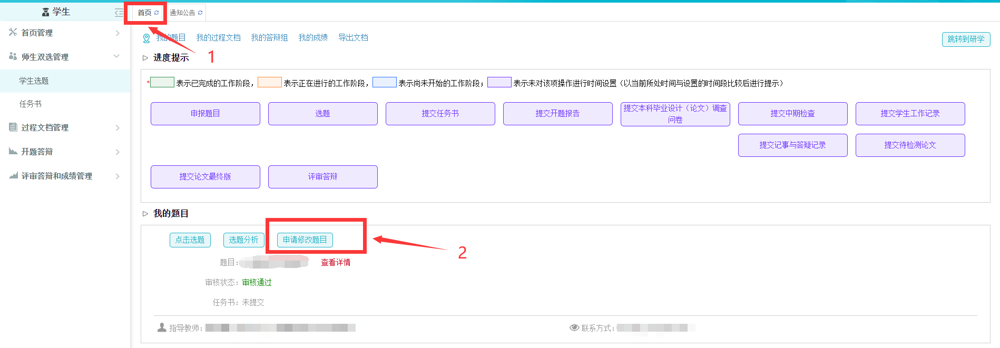 学生
首页
通知公告
首页管理
师生双选管理
学生选题
任务书
过程文档管理
开题答辩
评审答辩和成绩管理
1
我的题目 我的过程文档 我的答辩组 我的成绩 导出文档
跳转到研学
进度提示
*表示已完成的工作阶段，表示正在进行的工作阶段，表示尚未开始的工作阶段；表示未对该项操作进行时间设置（以当前所处时间与设置的时间段比较后进行提示）
申报题目
选题
提交任务书
提交开题报告
提交本科毕业设计（论文）调查
问卷
提交中期检查
提交学生工作记录
提交记事与答疑记录
提交待检测论文
提交论文最终版
评审答辩
我的题目
点击选题
选题分析
申请修改题目
2
题目：
查看详情
审核状态：审核通过
任务书：未提交
指导教师：
联系方式：